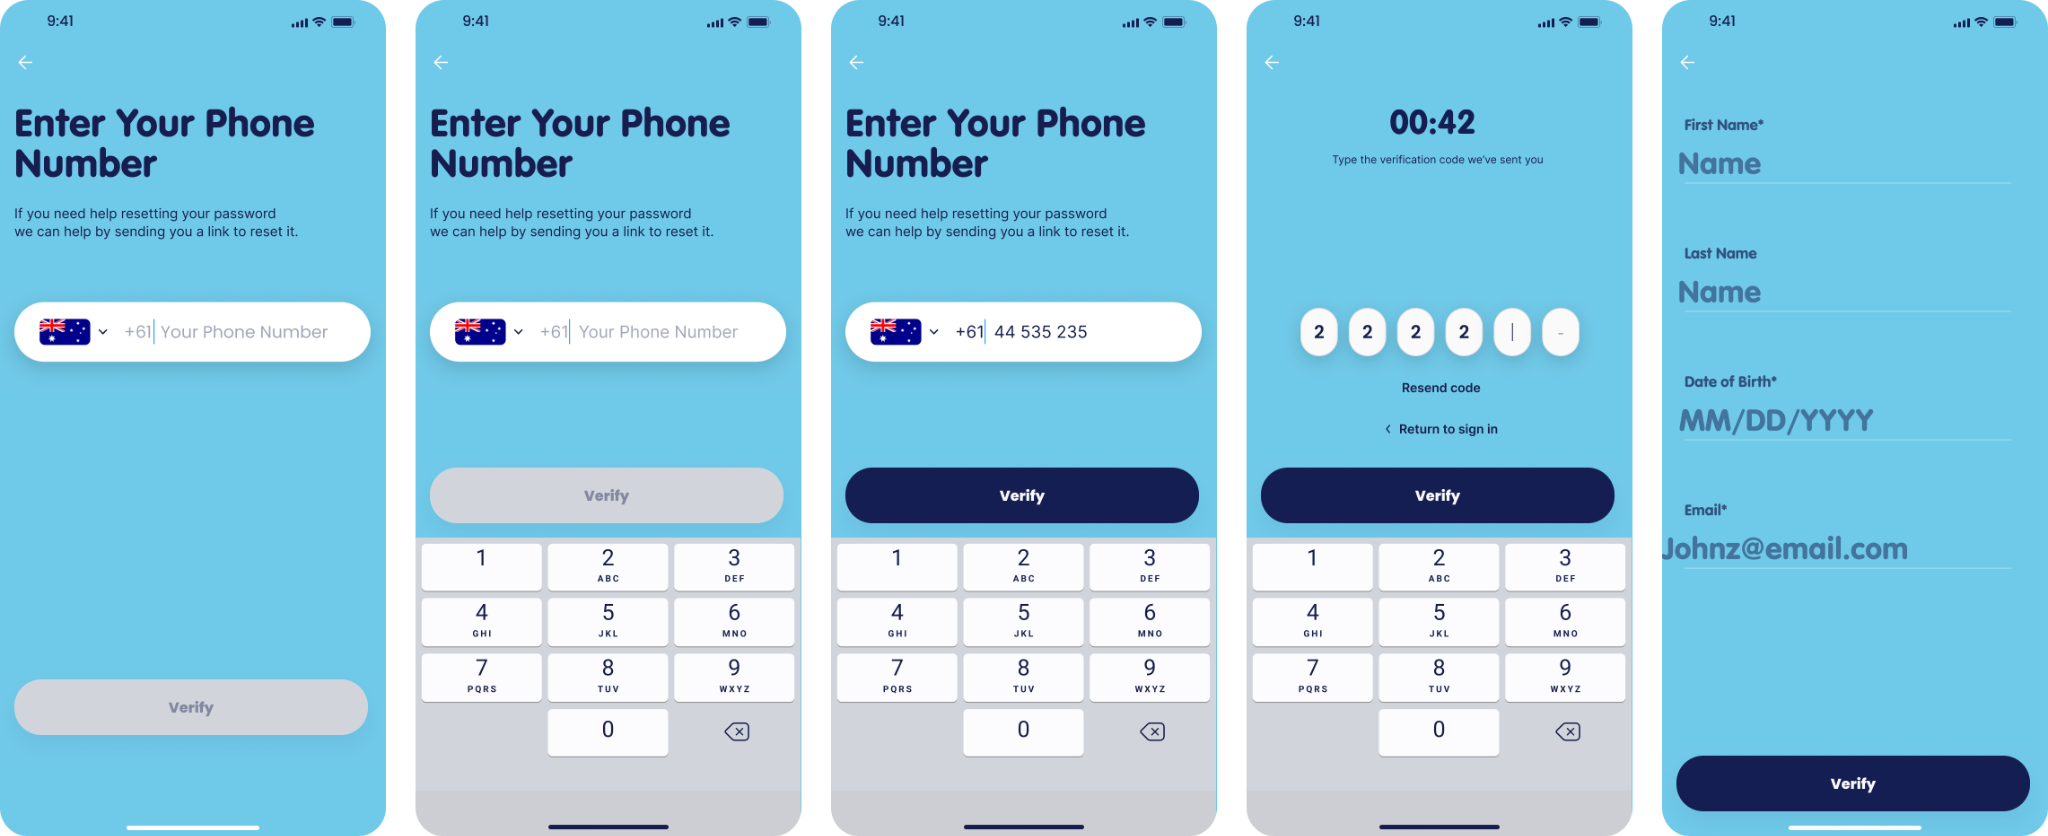 9:41
Enter Your Phone
Number
If you need help resetting your password
we can help by sending you a link to reset it.
+61 Your Phone Number
Verify
9:41
Enter Your Phone
Number
If you need help resetting your password
we can help by sending you a link to reset it.
+61 Your Phone Number
Verify
1 2 3
ABC DEF
4 5 6
GHI JKL MNO
7 8 9
PQRS TUV WXYZ
0
9:41
Enter Your Phone
Number
If you need help resetting your password
we can help by sending you a link to reset it.
+61 44 535 235
Verify
1 2 3
ABC DEF
4 5 6
GHI JKL MNO
7 8 9
PQRS TUV WXYZ
0
9:41
00:42
Type the verification code we've sent you
2 2 2 2 -
Resend code
Return to sign in
Verify
1 2 3
ABC DEF
4 5 6
GHI JKL MNO
7 8 9
PQRS TUV WXYZ
0
9:41
First Name*
Name
Last Name
Name
Date of Birth*
MM/DD/YYYY
Email*
Johnz@email.com
Verify